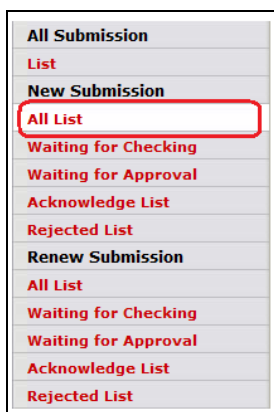 All Submission
List
New Submission
All List
Waiting for Checking
Waiting for Approval
Acknowledge List
Rejected List
Renew Submission
All List
Waiting for Checking
Waiting for Approval
Acknowledge List
Rejected List